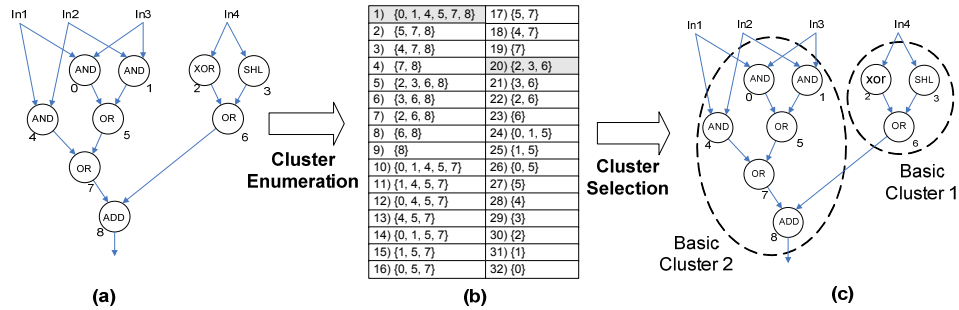 In1 In2 In3 In4
AND AND XOR SHL
0 1 2 3
AND OR OR
4 5 6
OR
7
ADD
8
(a)
Cluster
Enumeration
1) {0, 1, 4, 5, 7, 8} 17) {5, 7}
2) {5, 7, 8} 18) {4, 7}
3) {4, 7, 8} 19) {7}
4) {7, 8} 20) {2, 3, 6}
5) {2, 3, 6, 8} 21) {3, 6}
6) {3, 6, 8} 22) {2, 6}
7) {2, 6, 8} 23) {6}
8) {6, 8} 24) {0, 1, 5}
9) {8} 25) {1, 5}
10) {0, 1, 4, 5, 7} 26) {0, 5}
11) {1, 4, 5, 7} 27) {5}
12) {0, 4, 5, 7} 28) {4}
13) {4, 5, 7} 29) {3}
14) {0, 1, 5, 7} 30) {2}
15) {1, 5, 7} 31) {1}
16) {0, 5, 7} 32) {0}
(b)
Cluster
Selection
In1 In2 In3 In4
AND AND xor SHL
0 1 2 3
AND OR OR
4 5 6
OR
7
ADD
8
Basic
Cluster 1
Basic
Cluster 2
(c)